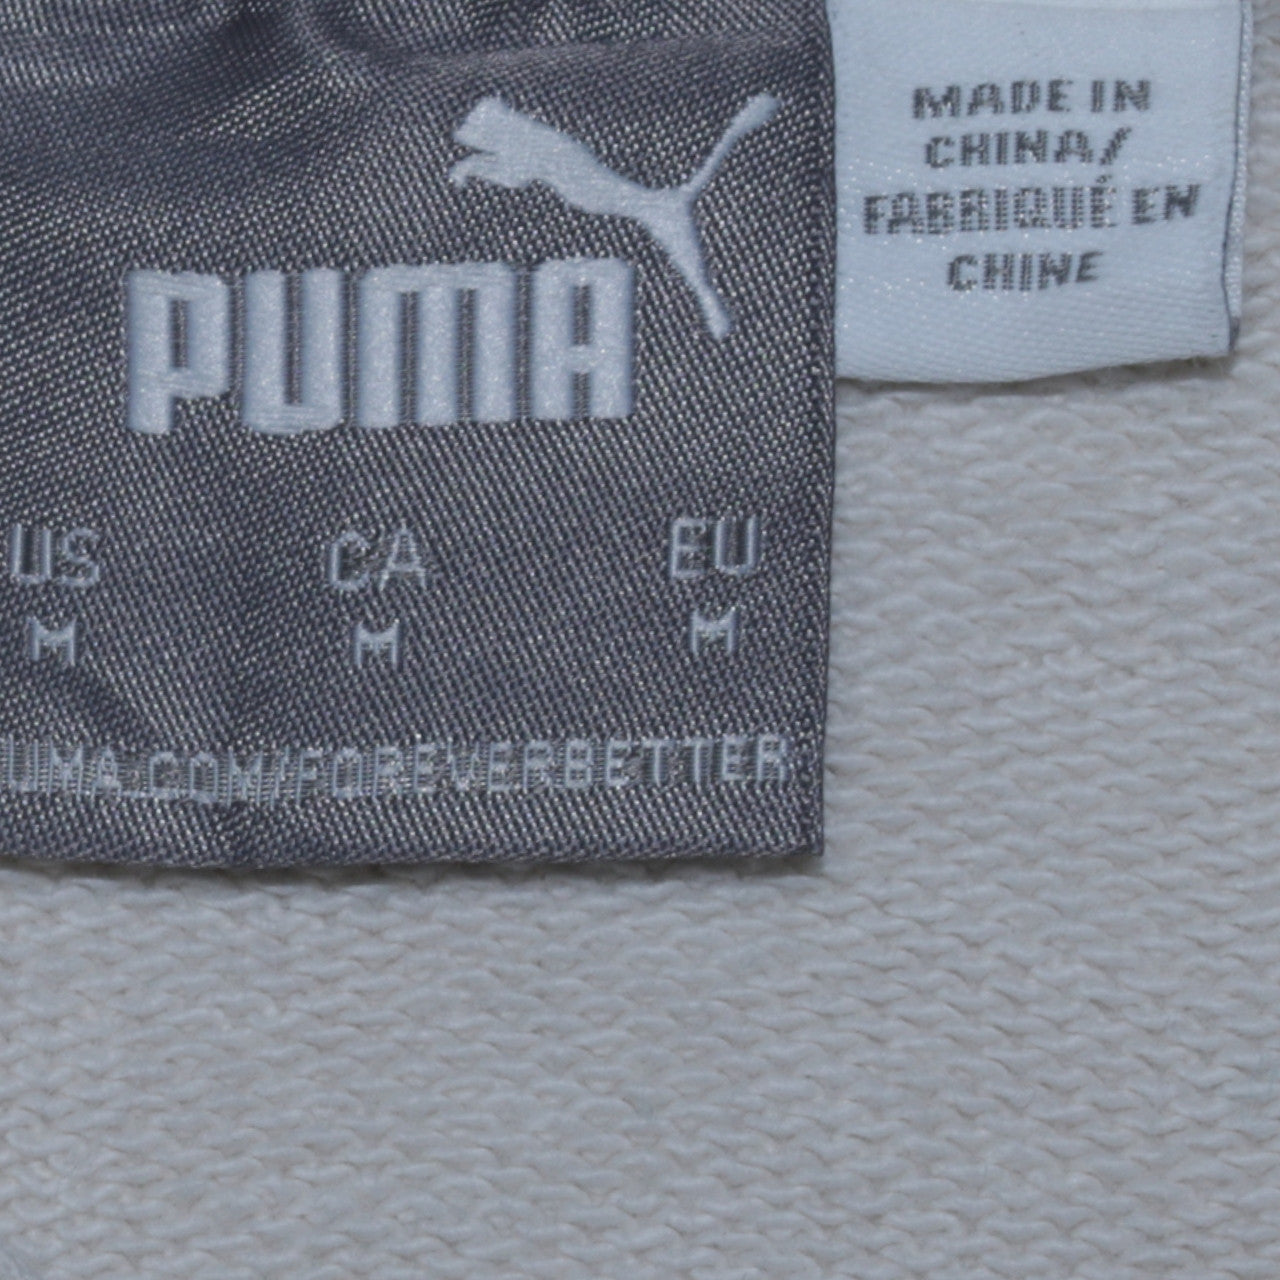 PUMA
US CA EU
M M M
UMA.COM/FOREVERBETTER
MADE IN
CHINA/
FABRIQUÉ EN
CHINE